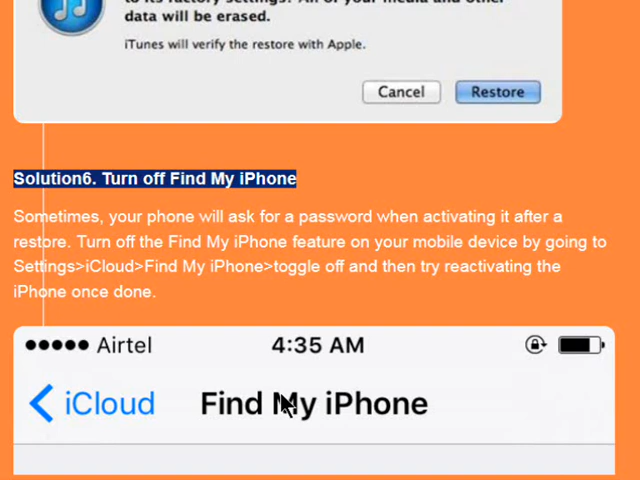 data will be erased.
iTunes will verify the restore with Apple.
Cancel Restore
Solution6. Turn off Find My iPhone
Sometimes, your phone will ask for a password when activating it after a
restore. Turn off the Find My iPhone feature on your mobile device by going to
Settings>iCloud>Find My iPhone>toggle off and then try reactivating the
iPhone once done.
Airtel 4:35 AM
iCloud Find My iPhone